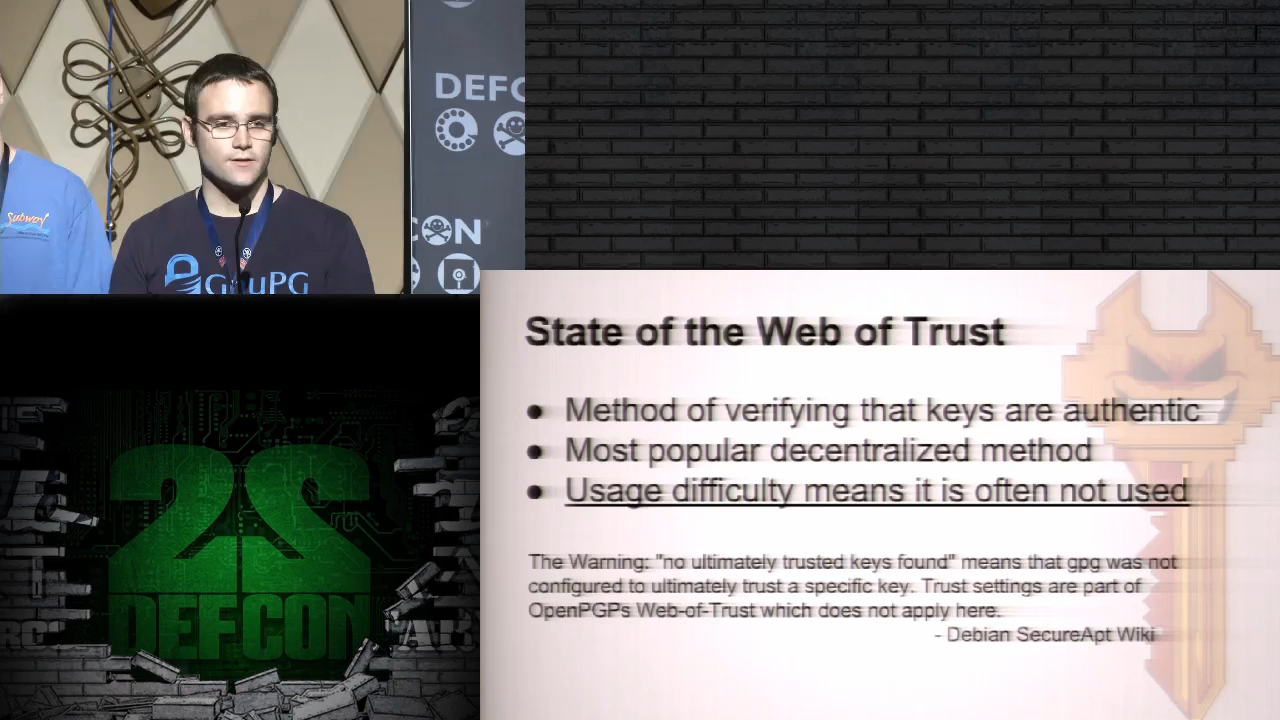 DEFC
CON
Subway
GnuPG
State of the Web of Trust
● Method of verifying that keys are authentic
● Most popular decentralized method
● Usage difficulty means it is often not used
The Warning: "no ultimately trusted keys found" means that gpg was not
configured to ultimately trust a specific key. Trust settings are part of
OpenPGPs Web-of-Trust which does not apply here.
- Debian SecureApt Wiki
22
DEFCON